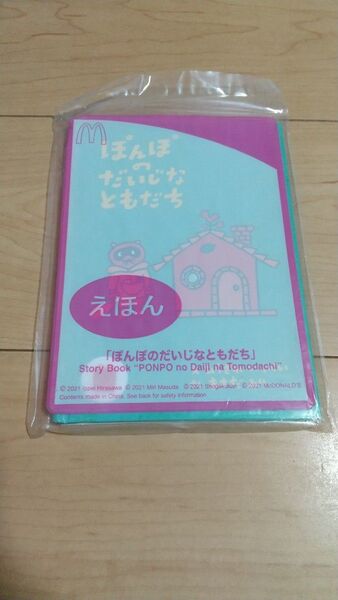 ぽんぽ
の
だいじな
ともだち
えほん
「ぽんぽのだいじなともだち」
Story Book "PONPO no Daiji na Tomodachi"
© 2021 Ippei Hirasawa © 2021 Miri Masuda © 2021 Shogakukan © 2021 McDONALD'S
Contents made in China. See back for safety information